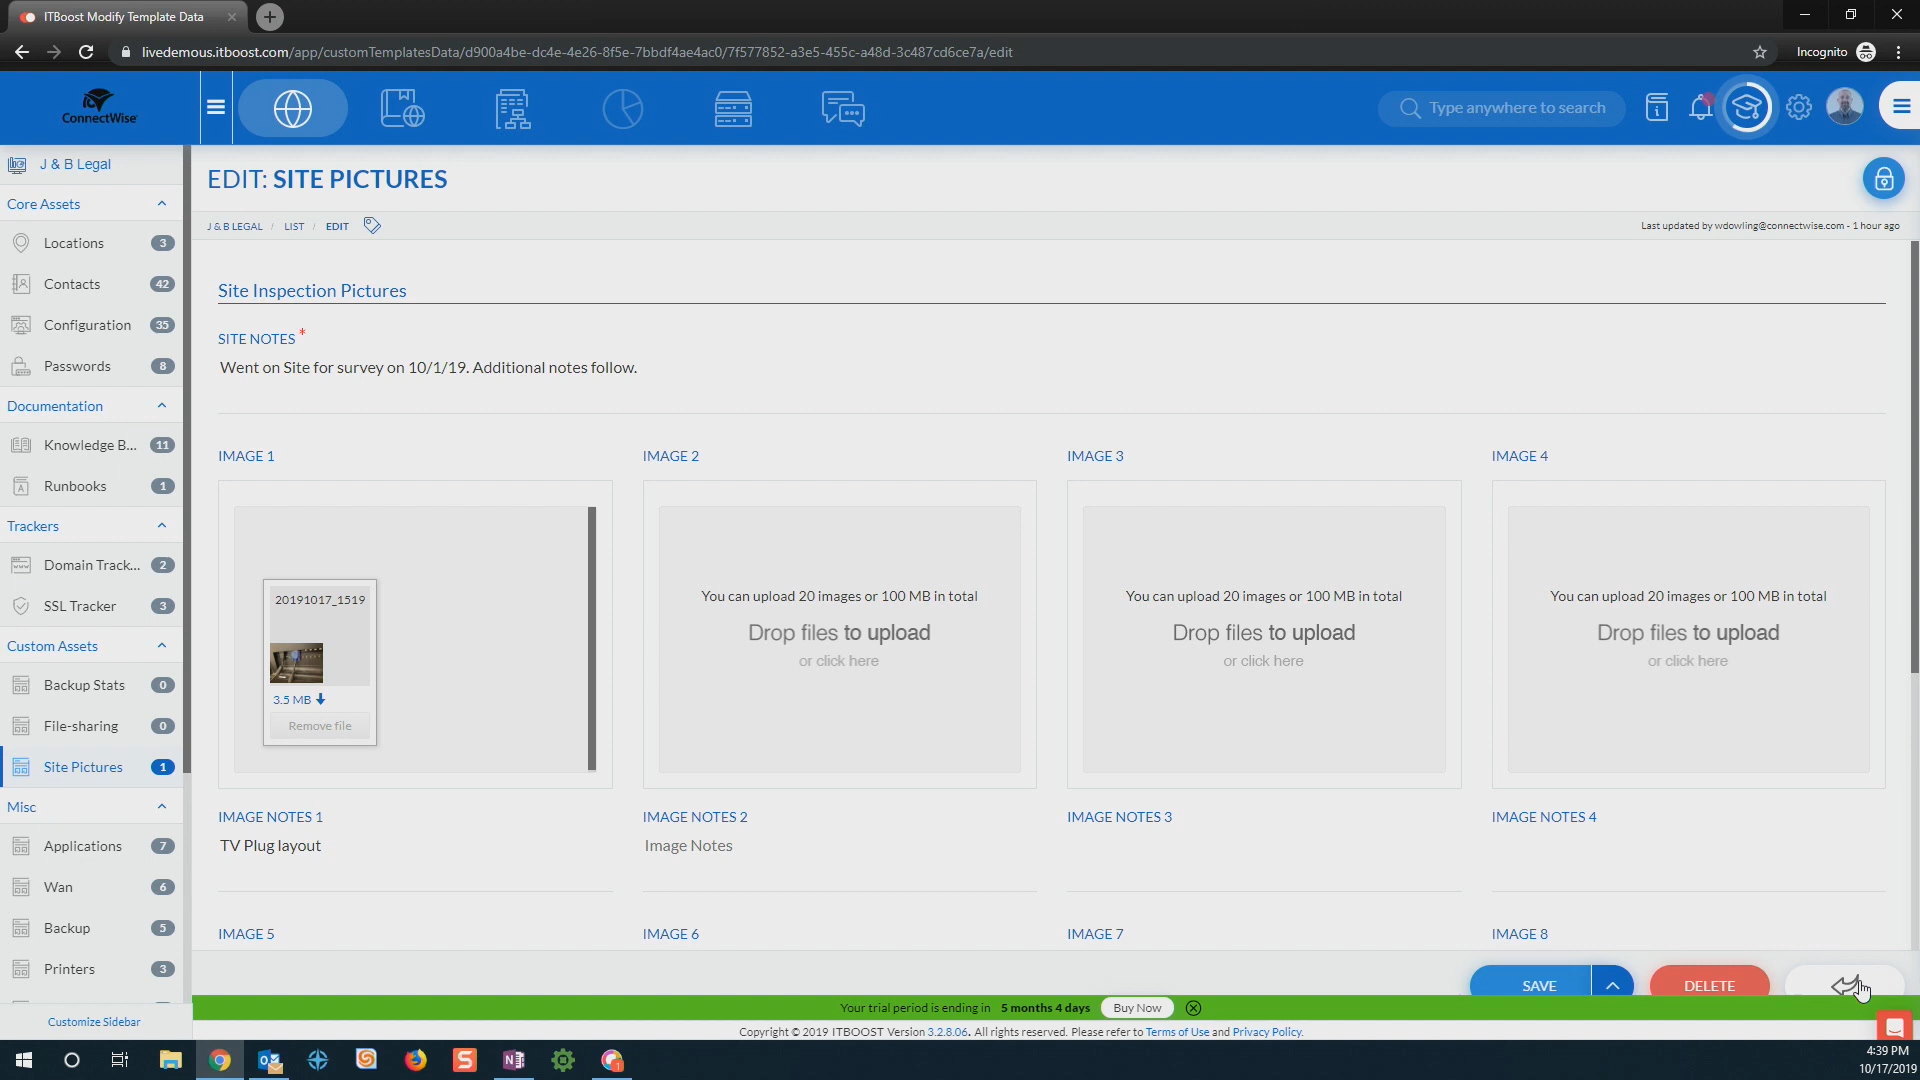 ITBoost Modify Template Data
livedemous.itboost.com/app/customTemplatesData/d900a4be-dc4e-4e26-8f5e-7bbdf4ae4ac0/7f577852-a3e5-455c-a48d-3c487cd6ce7a/edit
Incognito
ConnectWise
Type anywhere to search
J & B Legal
Core Assets
Locations 3
Contacts 42
Configuration 35
Passwords 8
Documentation
Knowledge B... 11
Runbooks 1
Trackers
Domain Track... 2
SSL Tracker 3
Custom Assets
Backup Stats 0
File-sharing 0
Site Pictures 1
Misc
Applications 7
Wan 6
Backup 5
Printers 3
Customize Sidebar
EDIT: SITE PICTURES
J & B LEGAL / LIST / EDIT
Last updated by wdowling@connectwise.com - 1 hour ago
Site Inspection Pictures
SITE NOTES *
Went on Site for survey on 10/1/19. Additional notes follow.
IMAGE 1
20191017_1519
3.5 MB
Remove file
IMAGE NOTES 1
TV Plug layout
IMAGE 2
You can upload 20 images or 100 MB in total
Drop files to upload
or click here
IMAGE NOTES 2
Image Notes
IMAGE 3
You can upload 20 images or 100 MB in total
Drop files to upload
or click here
IMAGE NOTES 3
IMAGE 4
You can upload 20 images or 100 MB in total
Drop files to upload
or click here
IMAGE NOTES 4
IMAGE 5
IMAGE 6
IMAGE 7
IMAGE 8
SAVE
DELETE
Your trial period is ending in 5 months 4 days Buy Now
Copyright © 2019 ITBOOST Version 3.2.8.06. All rights reserved. Please refer to Terms of Use and Privacy Policy.
4:39 PM
10/17/2019